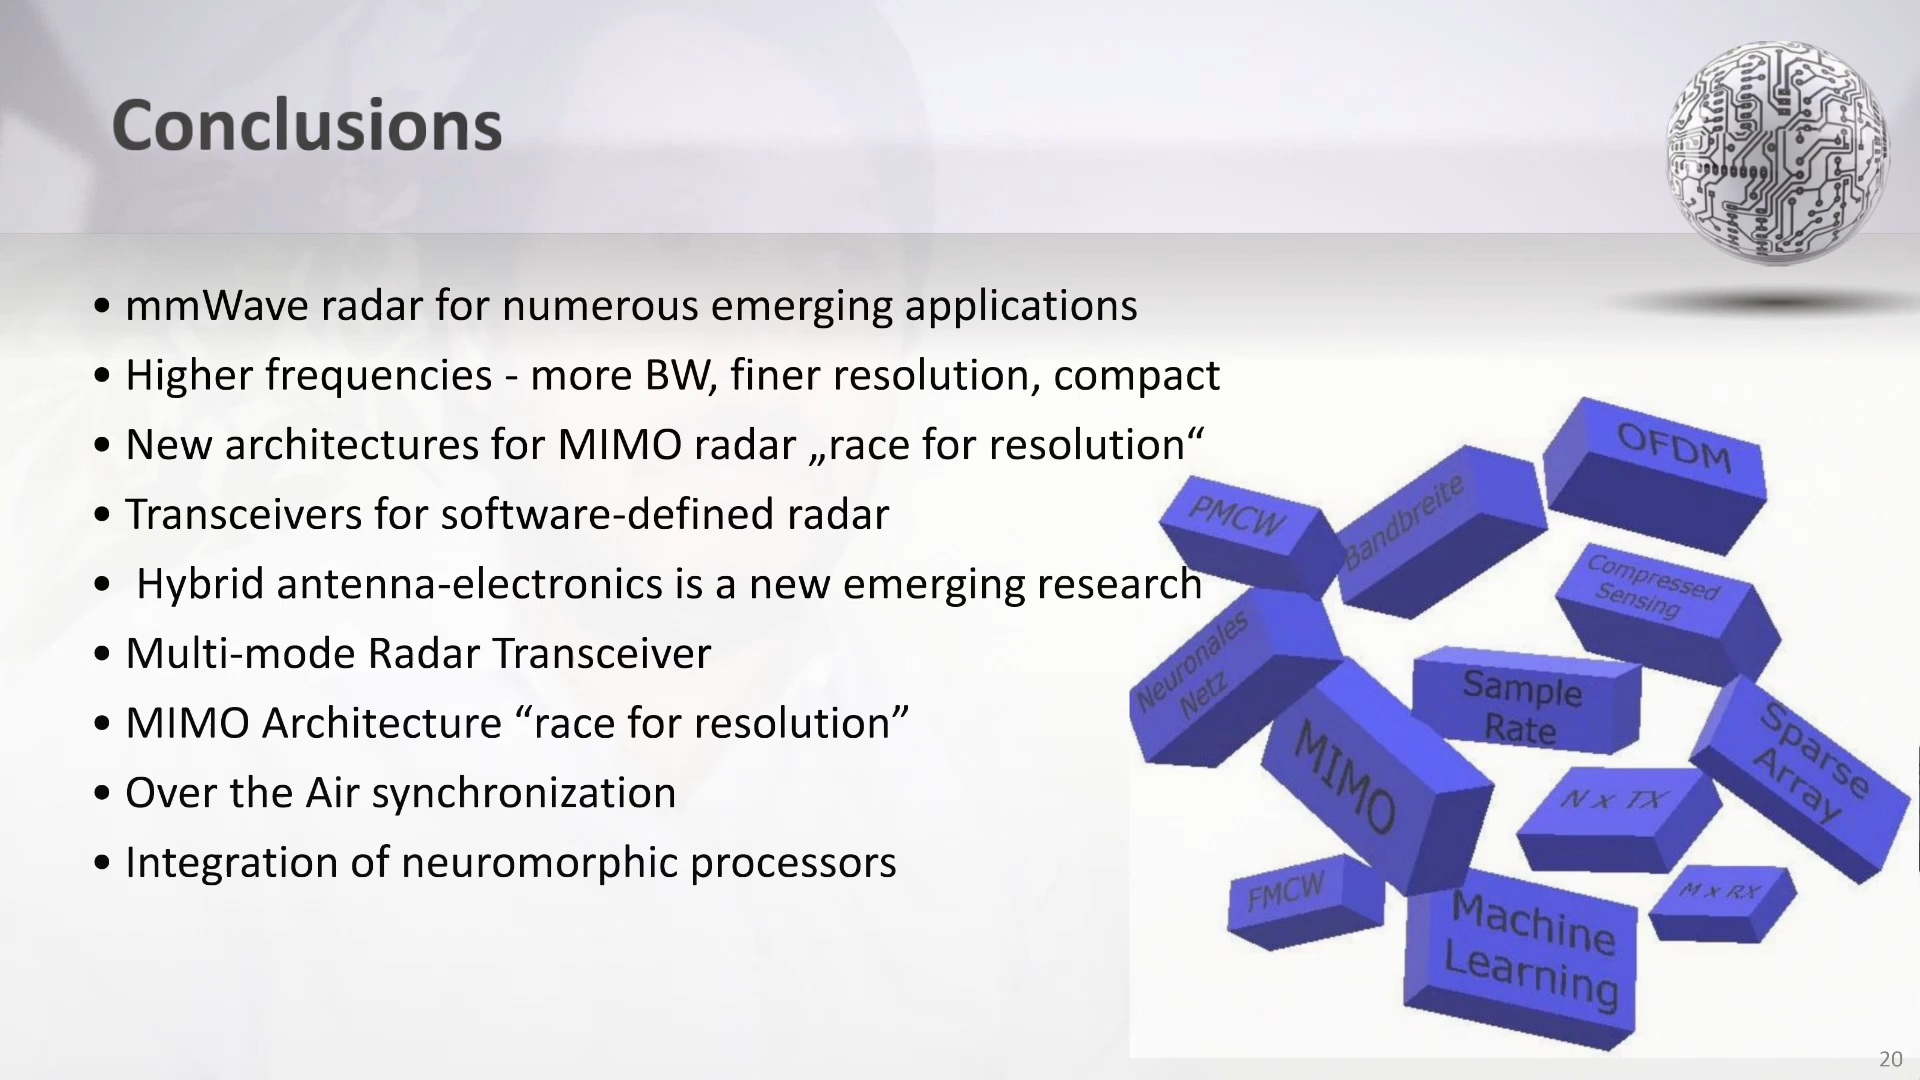 Conclusions
• mmWave radar for numerous emerging applications
• Higher frequencies - more BW, finer resolution, compact
• New architectures for MIMO radar „race for resolution“
• Transceivers for software-defined radar
• Hybrid antenna-electronics is a new emerging research
• Multi-mode Radar Transceiver
• MIMO Architecture “race for resolution”
• Over the Air synchronization
• Integration of neuromorphic processors
OFDM
PMCW
Bandbreite
Compressed
Sensing
Neuronales
Netz
Sample
Rate
MIMO
Sparse
Array
N x TX
FMCW
M x RX
Machine
Learning
20